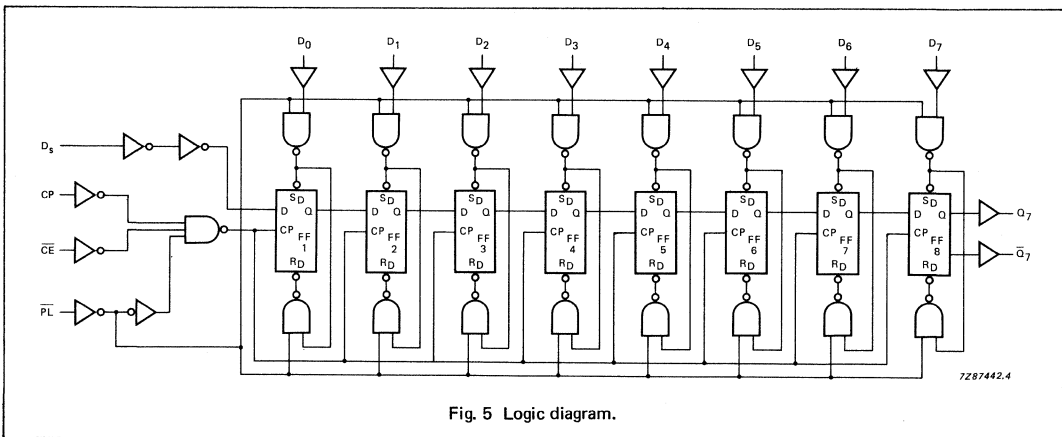 D0 D1 D2 D3 D4 D5 D6 D7
Ds
CP
C̅E̅
P̅L̅
SD SD SD SD SD SD SD SD
D Q D Q D Q D Q D Q D Q D Q D Q
CP CP CP CP CP CP CP CP
FF FF FF FF FF FF FF FF
1 2 3 4 5 6 7 8
RD RD RD RD RD RD RD RD
Q7
Q̅7
7Z87442.4
Fig. 5 Logic diagram.